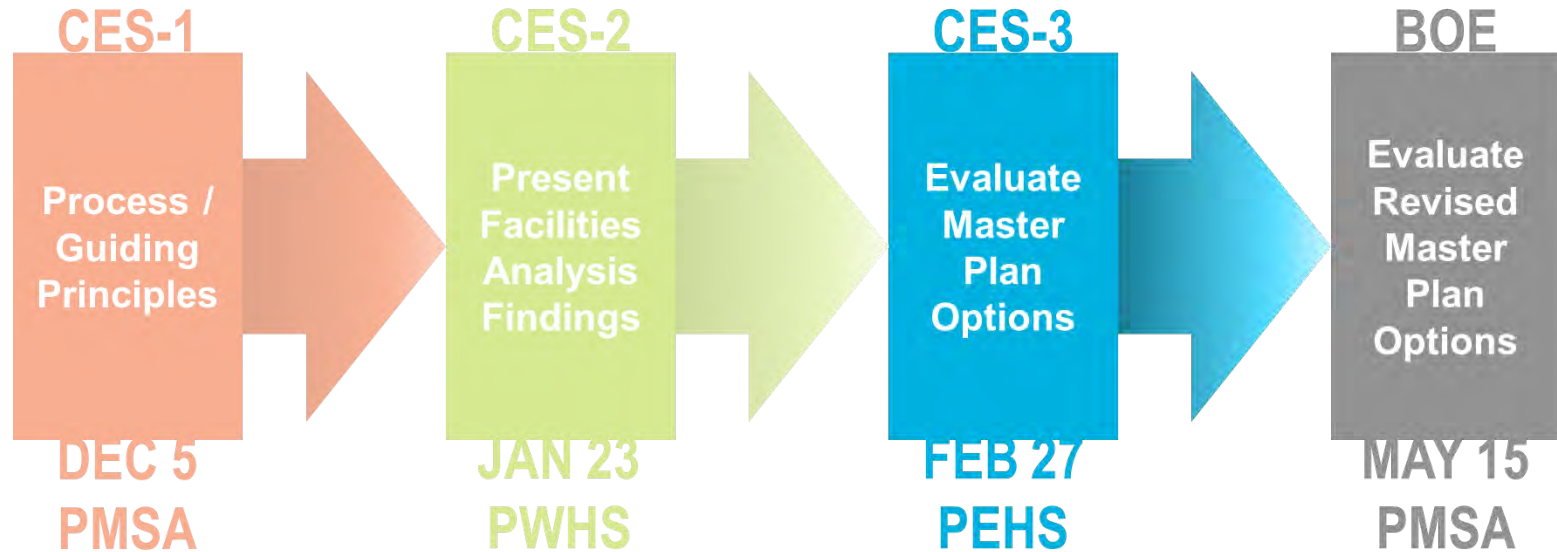 CES-1
Process /
Guiding
Principles
DEC 5
PMSA
CES-2
Present
Facilities
Analysis
Findings
JAN 23
PWHS
CES-3
Evaluate
Master
Plan
Options
FEB 27
PEHS
BOE
Evaluate
Revised
Master
Plan
Options
MAY 15
PMSA